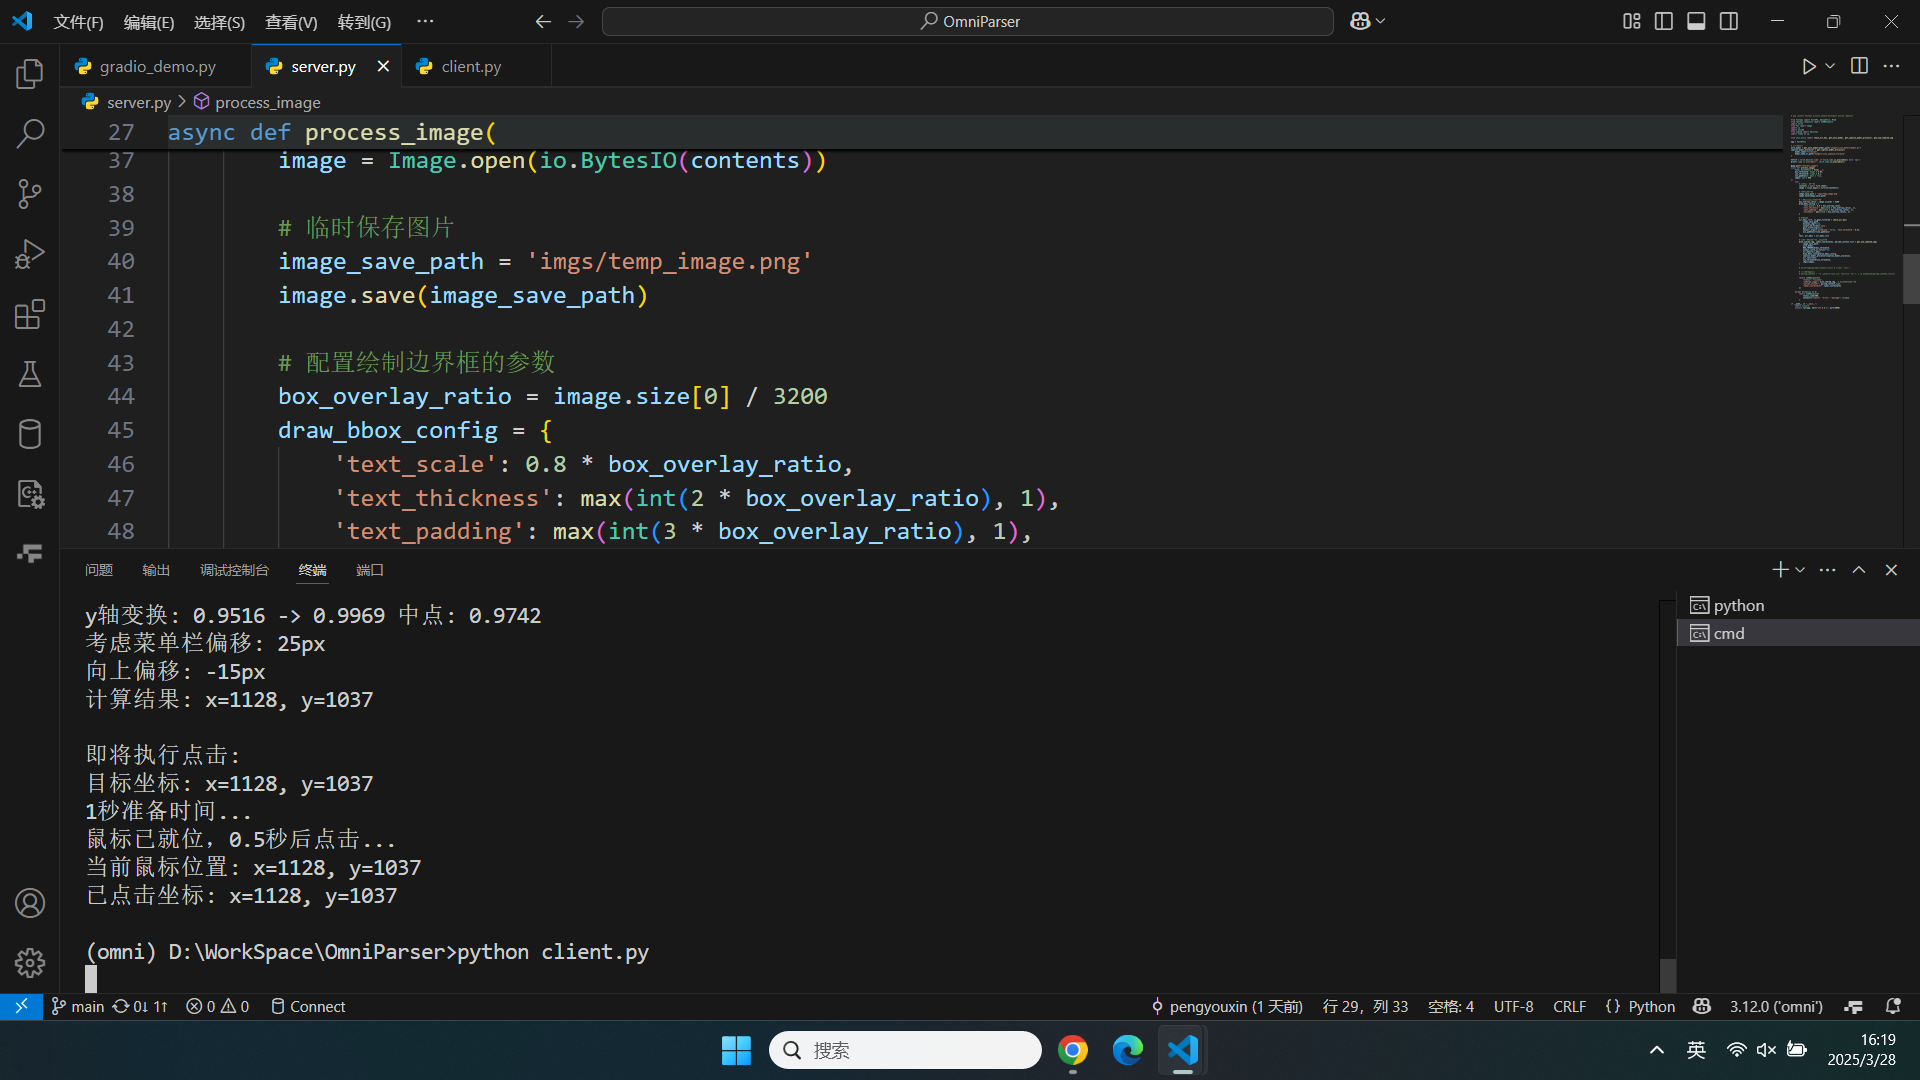 文件(F) 编辑(E) 选择(S) 查看(V) 转到(G) ··· OmniParser
gradio_demo.py server.py client.py
server.py > process_image
27 async def process_image(
37 image = Image.open(io.BytesIO(contents))
38
39 # 临时保存图片
40 image_save_path = 'imgs/temp_image.png'
41 image.save(image_save_path)
42
43 # 配置绘制边界框的参数
44 box_overlay_ratio = image.size[0] / 3200
45 draw_bbox_config = {
46 'text_scale': 0.8 * box_overlay_ratio,
47 'text_thickness': max(int(2 * box_overlay_ratio), 1),
48 'text_padding': max(int(3 * box_overlay_ratio), 1),
问题 输出 调试控制台 终端 端口
y轴变换: 0.9516 -> 0.9969 中点: 0.9742
考虑菜单栏偏移: 25px
向上偏移: -15px
计算结果: x=1128, y=1037
即将执行点击:
目标坐标: x=1128, y=1037
1秒准备时间...
鼠标已就位，0.5秒后点击...
当前鼠标位置: x=1128, y=1037
已点击坐标: x=1128, y=1037
(omni) D:\WorkSpace\OmniParser>python client.py
python
cmd
main 0↓ 1↑ 0 0 Connect pengyouxin (1 天前) 行 29，列 33 空格: 4 UTF-8 CRLF {} Python 3.12.0 ('omni')
搜索 英 16:19
2025/3/28